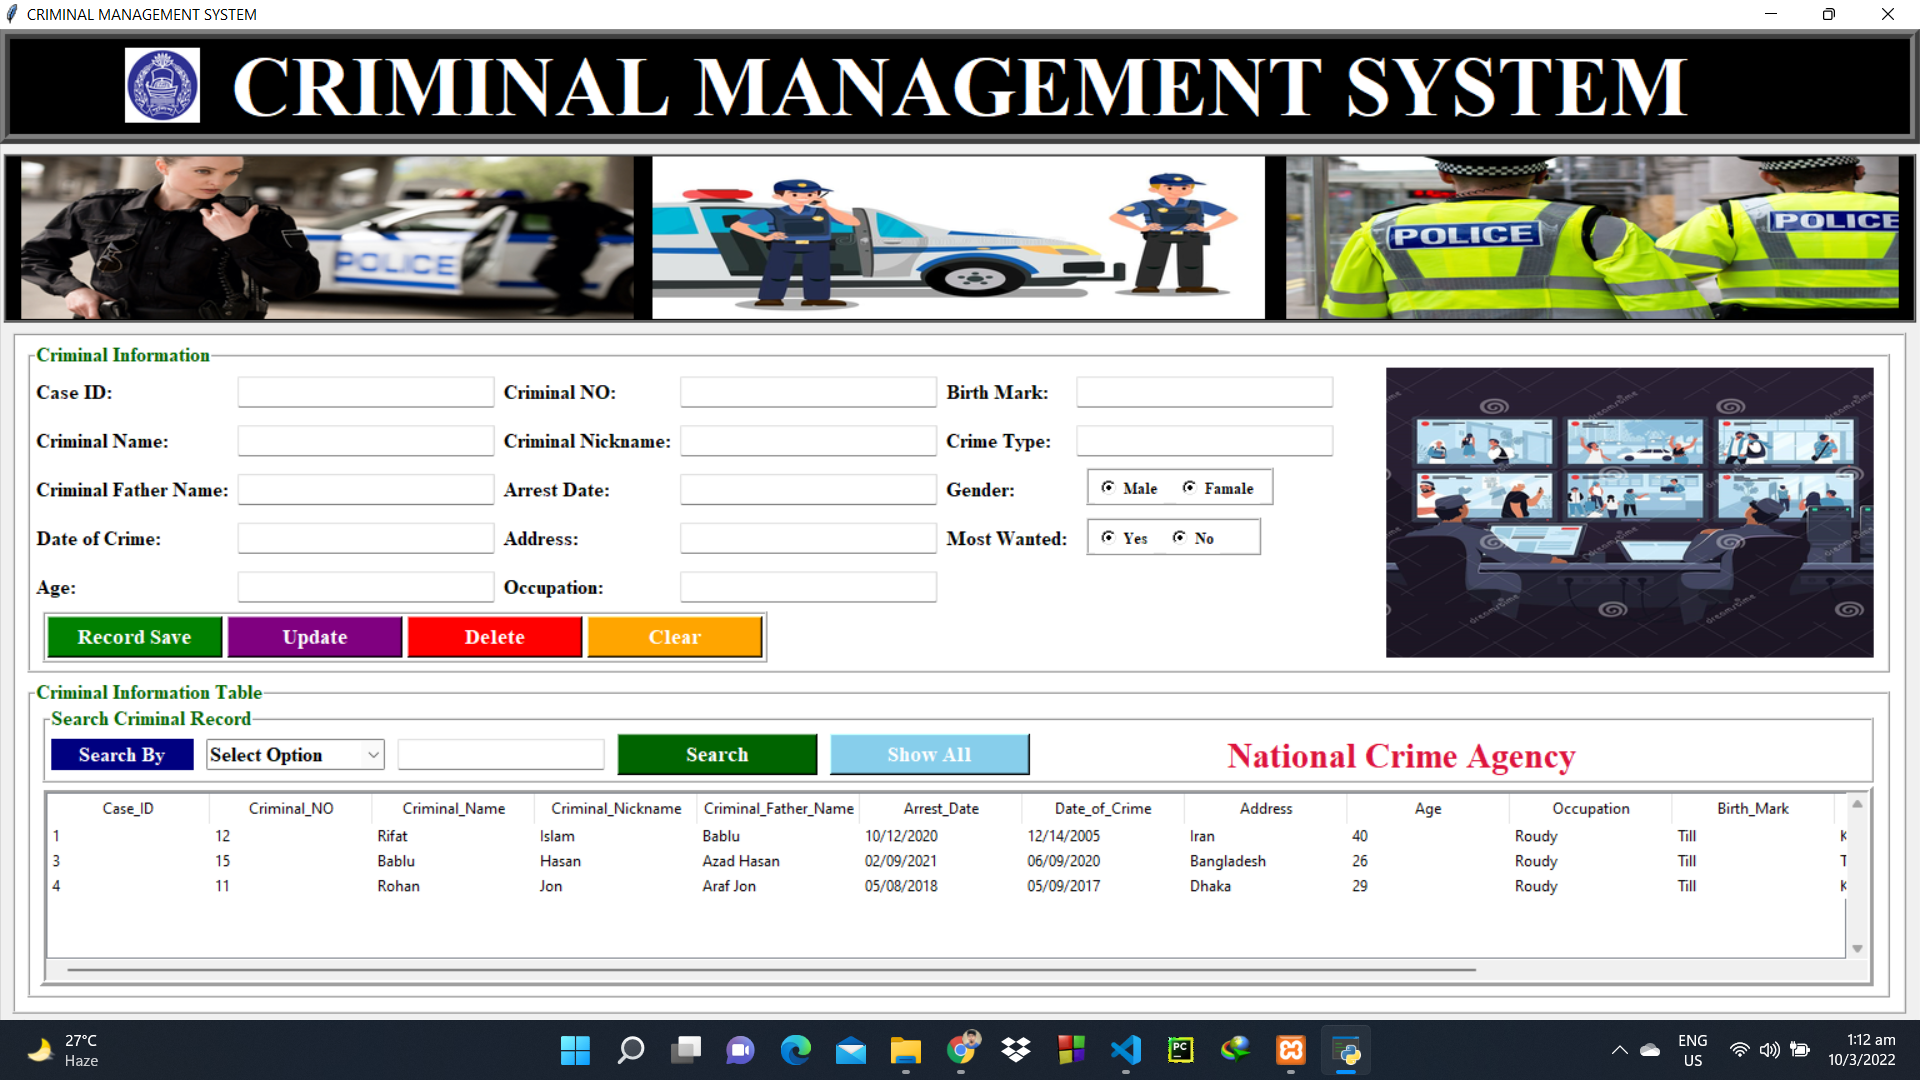 CRIMINAL MANAGEMENT SYSTEM
CRIMINAL MANAGEMENT SYSTEM
POLICE
POLICE
POLICE
Criminal Information
Case ID: Criminal NO: Birth Mark:
Criminal Name: Criminal Nickname: Crime Type:
Criminal Father Name: Arrest Date: Gender: Male Famale
Date of Crime: Address: Most Wanted: Yes No
Age: Occupation:
Record Save Update Delete Clear
Criminal Information Table
Search Criminal Record
Search By Select Option Search Show All National Crime Agency
Case_ID Criminal_NO Criminal_Name Criminal_Nickname Criminal_Father_Name Arrest_Date Date_of_Crime Address Age Occupation Birth_Mark
1 12 Rifat Islam Bablu 10/12/2020 12/14/2005 Iran 40 Roudy Till
3 15 Bablu Hasan Azad Hasan 02/09/2021 06/09/2020 Bangladesh 26 Roudy Till
4 11 Rohan Jon Araf Jon 05/08/2018 05/09/2017 Dhaka 29 Roudy Till
27°C ENG 1:12 am
Haze US 10/3/2022
PC